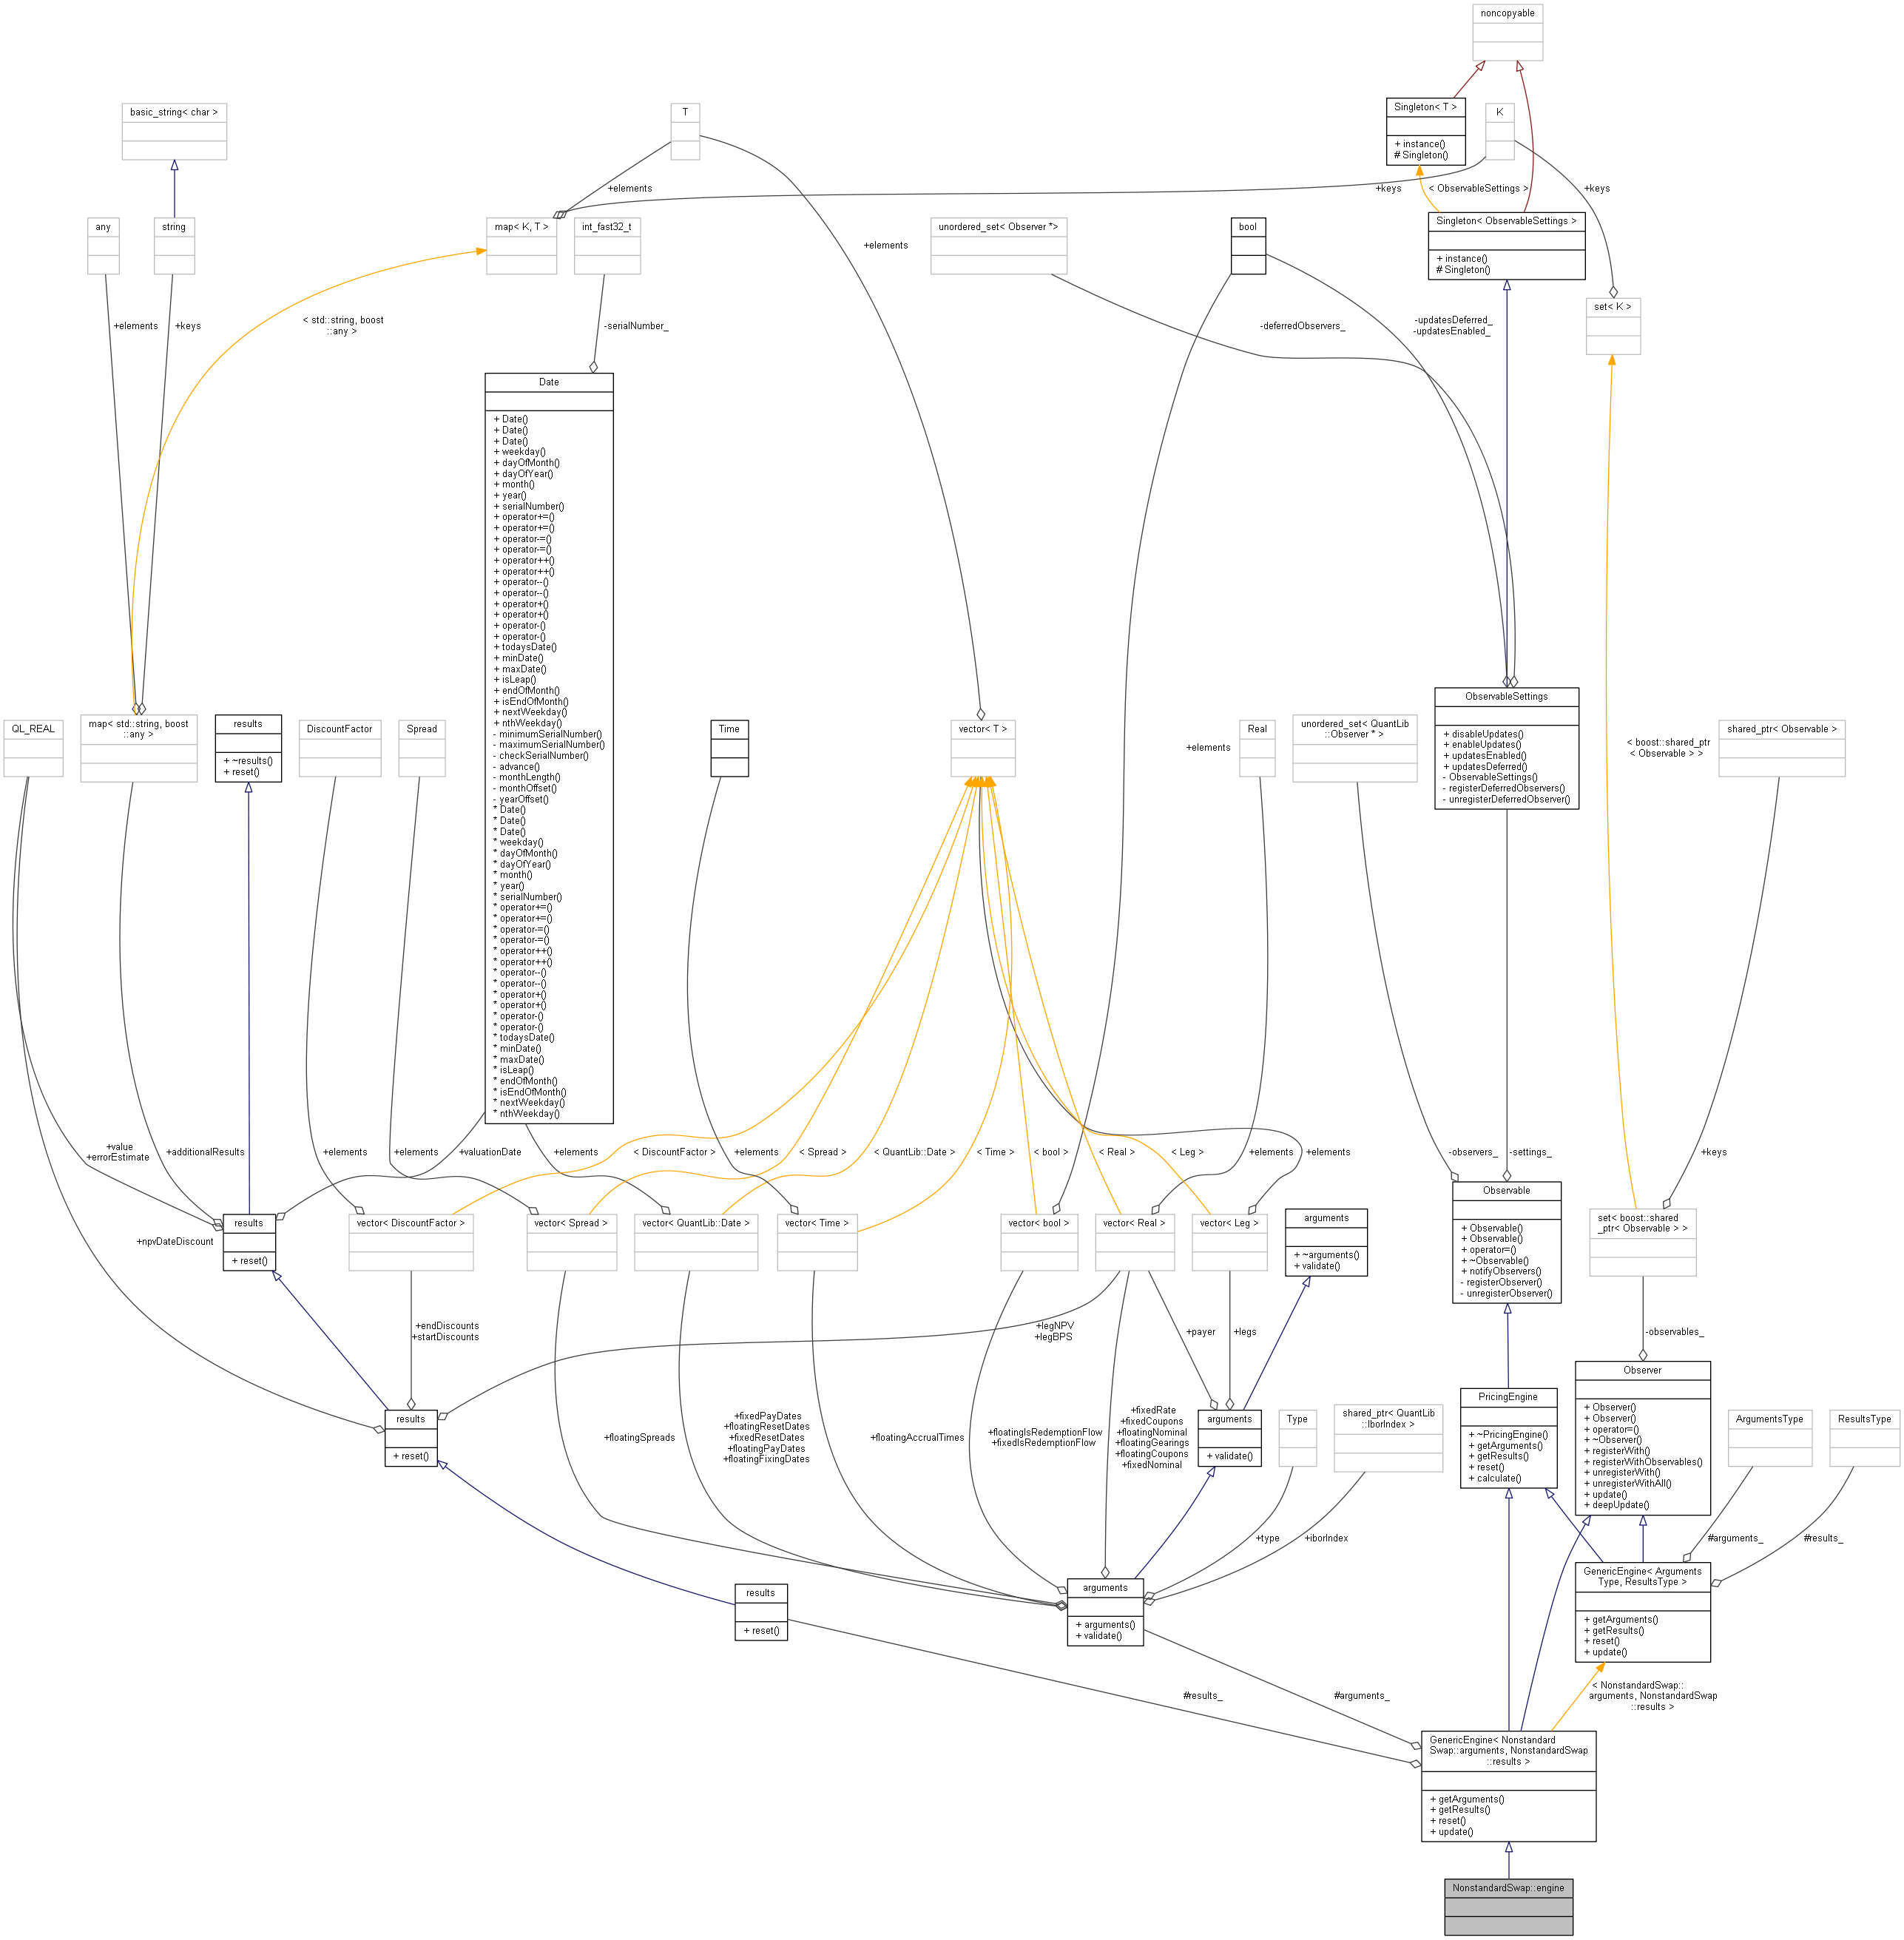 noncopyable
basic_string< char >
T
Singleton< T >
+ instance()
# Singleton()
K
+elements
+keys
< ObservableSettings >
+keys
any
string
map< K, T >
int_fast32_t
unordered_set< Observer *>
bool
Singleton< ObservableSettings >
+ instance()
# Singleton()
+elements
set< K >
+elements
+keys
< std::string, boost
::any >
-serialNumber_
-deferredObservers_
-updatesDeferred_
-updatesEnabled_
Date
+ Date()
+ Date()
+ Date()
+ weekday()
+ dayOfMonth()
+ dayOfYear()
+ month()
+ year()
+ serialNumber()
+ operator+=()
+ operator+=()
+ operator-=()
+ operator-=()
+ operator++()
+ operator++()
+ operator--()
+ operator--()
+ operator+()
+ operator+()
+ operator-()
+ operator-()
+ todaysDate()
+ minDate()
+ maxDate()
+ isLeap()
+ endOfMonth()
+ isEndOfMonth()
+ nextWeekday()
+ nthWeekday()
- minimumSerialNumber()
- maximumSerialNumber()
- checkSerialNumber()
- advance()
- monthLength()
- monthOffset()
- yearOffset()
* Date()
* Date()
* Date()
* weekday()
* dayOfMonth()
* dayOfYear()
* month()
* year()
* serialNumber()
* operator+=()
* operator+=()
* operator-=()
* operator-=()
* operator++()
* operator++()
* operator--()
* operator--()
* operator+()
* operator+()
* operator-()
* operator-()
* todaysDate()
* minDate()
* maxDate()
* isLeap()
* endOfMonth()
* isEndOfMonth()
* nextWeekday()
* nthWeekday()
QL_REAL
map< std::string, boost
::any >
results
+ ~results()
+ reset()
DiscountFactor
Spread
Time
vector< T >
+elements
Real
unordered_set< QuantLib
::Observer * >
ObservableSettings
+ disableUpdates()
+ enableUpdates()
+ updatesEnabled()
+ updatesDeferred()
- ObservableSettings()
- registerDeferredObservers()
- unregisterDeferredObserver()
< boost::shared_ptr
< Observable > >
shared_ptr< Observable >
+value
+errorEstimate
+additionalResults
+elements
+elements
+valuationDate
+elements
< DiscountFactor >
+elements
< Spread >
< QuantLib::Date >
< Time >
< bool >
< Real >
< Leg >
+elements
+elements
-observers_
-settings_
+keys
+npvDateDiscount
results
+ reset()
vector< DiscountFactor >
vector< Spread >
vector< QuantLib::Date >
vector< Time >
vector< bool >
vector< Real >
vector< Leg >
arguments
+ ~arguments()
+ validate()
Observable
+ Observable()
+ Observable()
+ operator=()
+ ~Observable()
+ notifyObservers()
- registerObserver()
- unregisterObserver()
set< boost::shared
_ptr< Observable > >
+endDiscounts
+startDiscounts
+legNPV
+legBPS
+payer
+legs
-observables_
results
+ reset()
+floatingSpreads
+fixedPayDates
+floatingResetDates
+fixedResetDates
+floatingPayDates
+floatingFixingDates
+floatingAccrualTimes
+floatingIsRedemptionFlow
+fixedIsRedemptionFlow
+fixedRate
+fixedCoupons
+floatingNominal
+floatingGearings
+floatingCoupons
+fixedNominal
arguments
+ validate()
Type
shared_ptr< QuantLib
::IborIndex >
PricingEngine
+ ~PricingEngine()
+ getArguments()
+ getResults()
+ reset()
+ calculate()
Observer
+ Observer()
+ Observer()
+ operator=()
+ ~Observer()
+ registerWith()
+ registerWithObservables()
+ unregisterWith()
+ unregisterWithAll()
+ update()
+ deepUpdate()
ArgumentsType
ResultsType
+type
+iborIndex
#arguments_
#results_
results
+ reset()
arguments
+ arguments()
+ validate()
GenericEngine< Arguments
Type, ResultsType >
+ getArguments()
+ getResults()
+ reset()
+ update()
#results_
#arguments_
< NonstandardSwap::
arguments, NonstandardSwap
::results >
GenericEngine< Nonstandard
Swap::arguments, NonstandardSwap
::results >
+ getArguments()
+ getResults()
+ reset()
+ update()
NonstandardSwap::engine